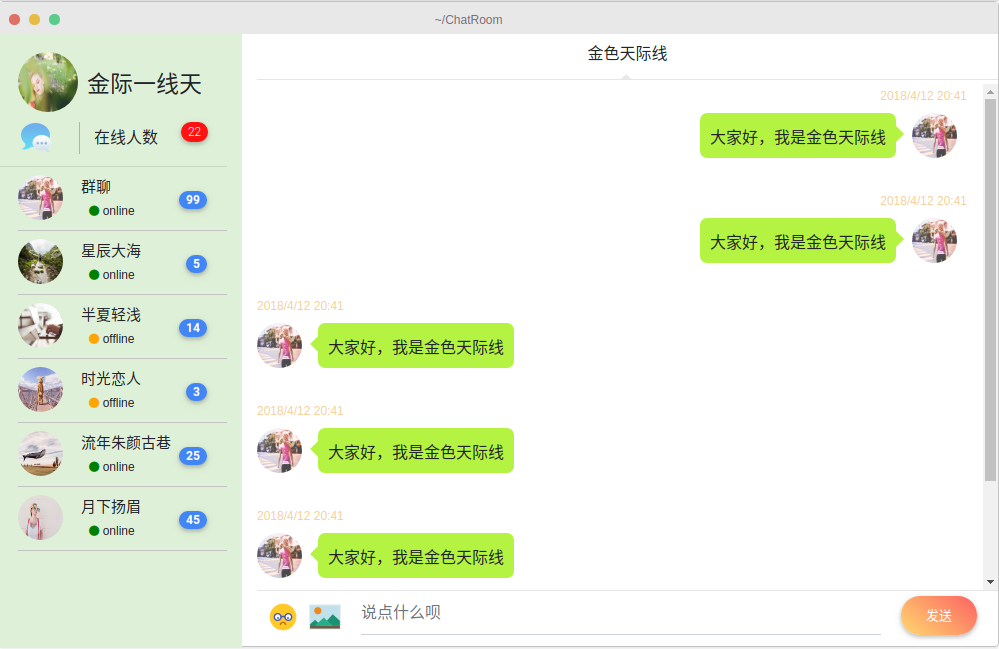 ~/ChatRoom
金际一线天
在线人数 22
群聊
online 99
星辰大海
online 5
半夏轻浅
offline 14
时光恋人
offline 3
流年朱颜古巷
online 25
月下扬眉
online 45
金色天际线
2018/4/12 20:41
大家好，我是金色天际线
2018/4/12 20:41
大家好，我是金色天际线
2018/4/12 20:41
大家好，我是金色天际线
2018/4/12 20:41
大家好，我是金色天际线
2018/4/12 20:41
大家好，我是金色天际线
说点什么呗
发送